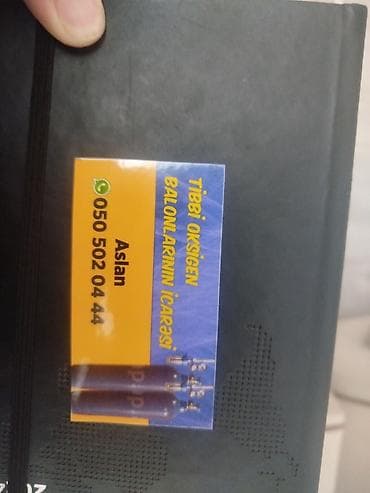 TİBBİ OKSİGEN
BALONLARININ İCARƏSİ
Aslan
050 502 04 44